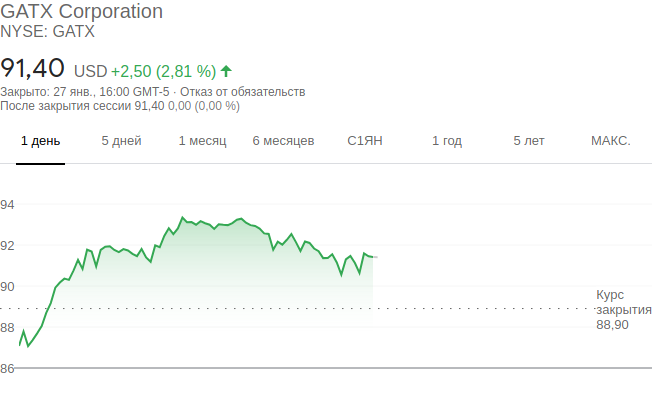 GATX Corporation
NYSE: GATX
91,40 USD +2,50 (2,81 %)
Закрыто: 27 янв., 16:00 GMT-5 · Отказ от обязательств
После закрытия сессии 91,40 0,00 (0,00 %)
1 день 5 дней 1 месяц 6 месяцев С1ЯН 1 год 5 лет МАКС.
94
92
90
Курс
закрытия
88,90
88
86